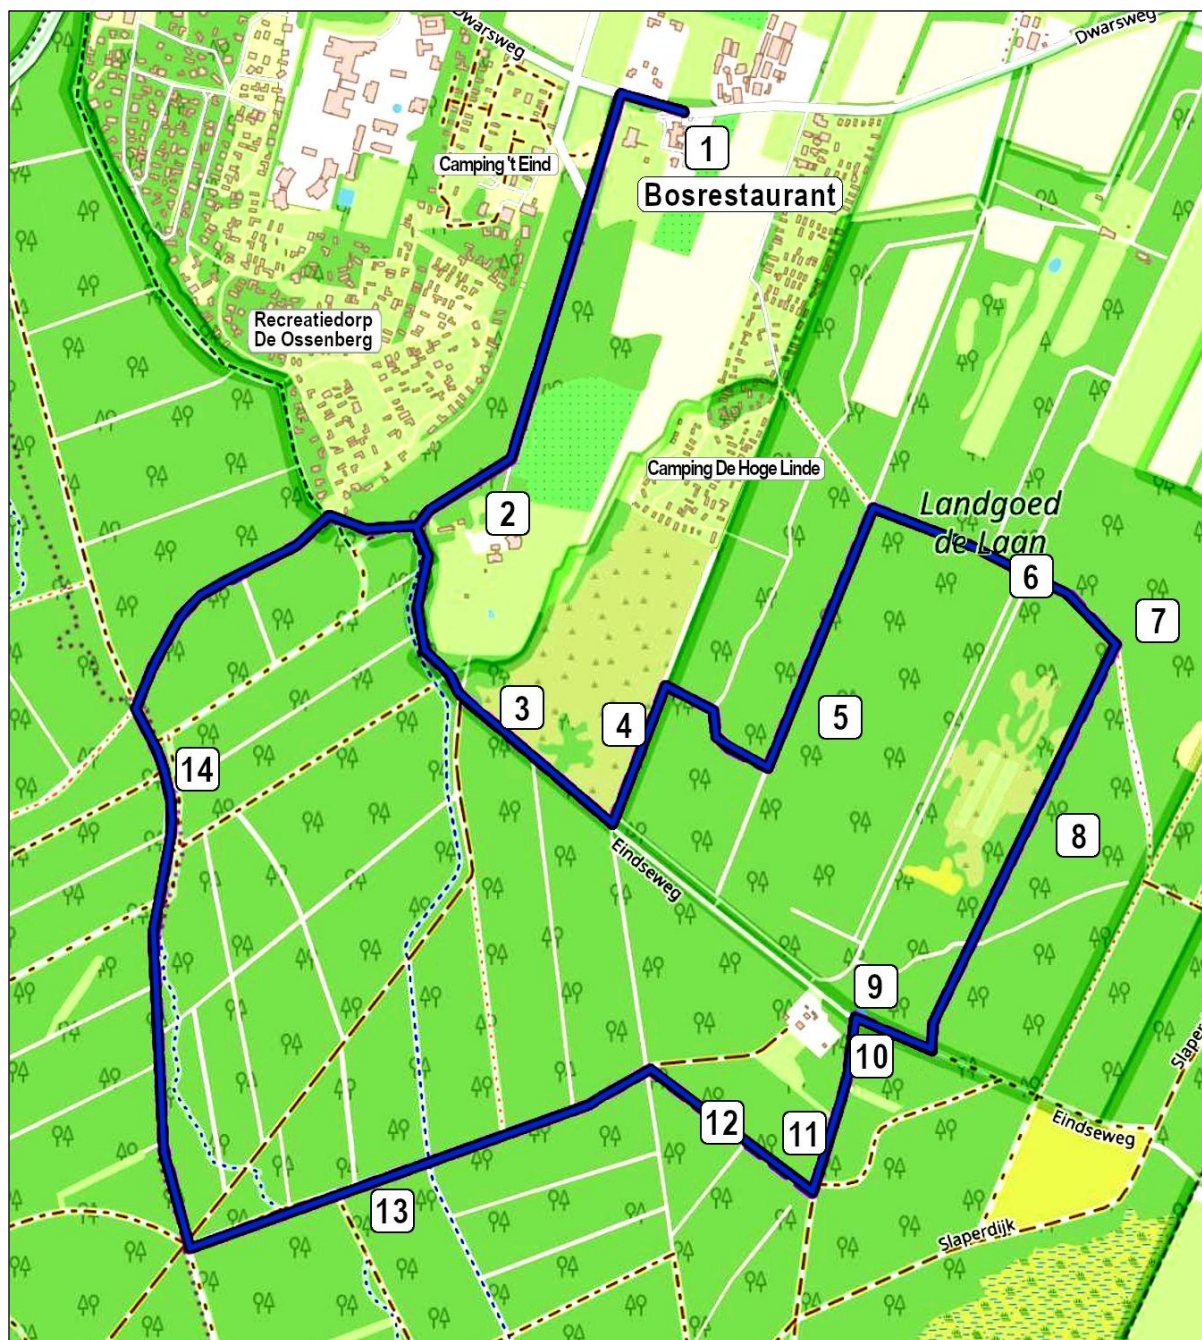 Dwarsweg
Dwarsweg
1
Camping 't Eind
Bosrestaurant
Recreatiedorp
De Ossenberg
Camping De Hoge Linde
Landgoed
de Laan
2
6
7
3
4
5
14
8
Eindseweg
9
10
12
11
Slaper
Eindseweg
13
Slaperdijk